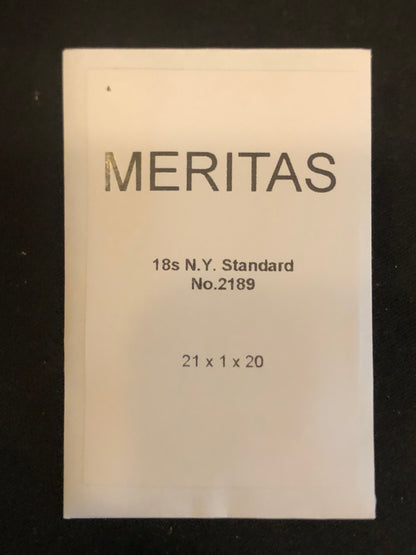 MERITAS
18s N.Y. Standard
No.2189
21 x 1 x 20